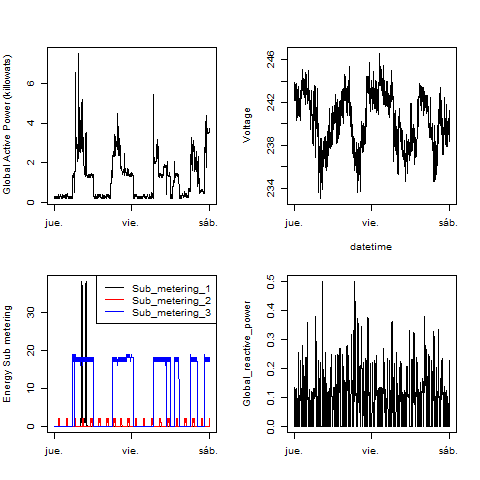 Global Active Power (killowats)
0 2 4 6
jue. vie. sáb.
Voltage
234 238 242 246
jue. vie. sáb.
datetime
Energy Sub metering
0 10 20 30
Sub_metering_1
Sub_metering_2
Sub_metering_3
jue. vie. sáb.
Global_reactive_power
0.0 0.1 0.2 0.3 0.4 0.5
jue. vie. sáb.